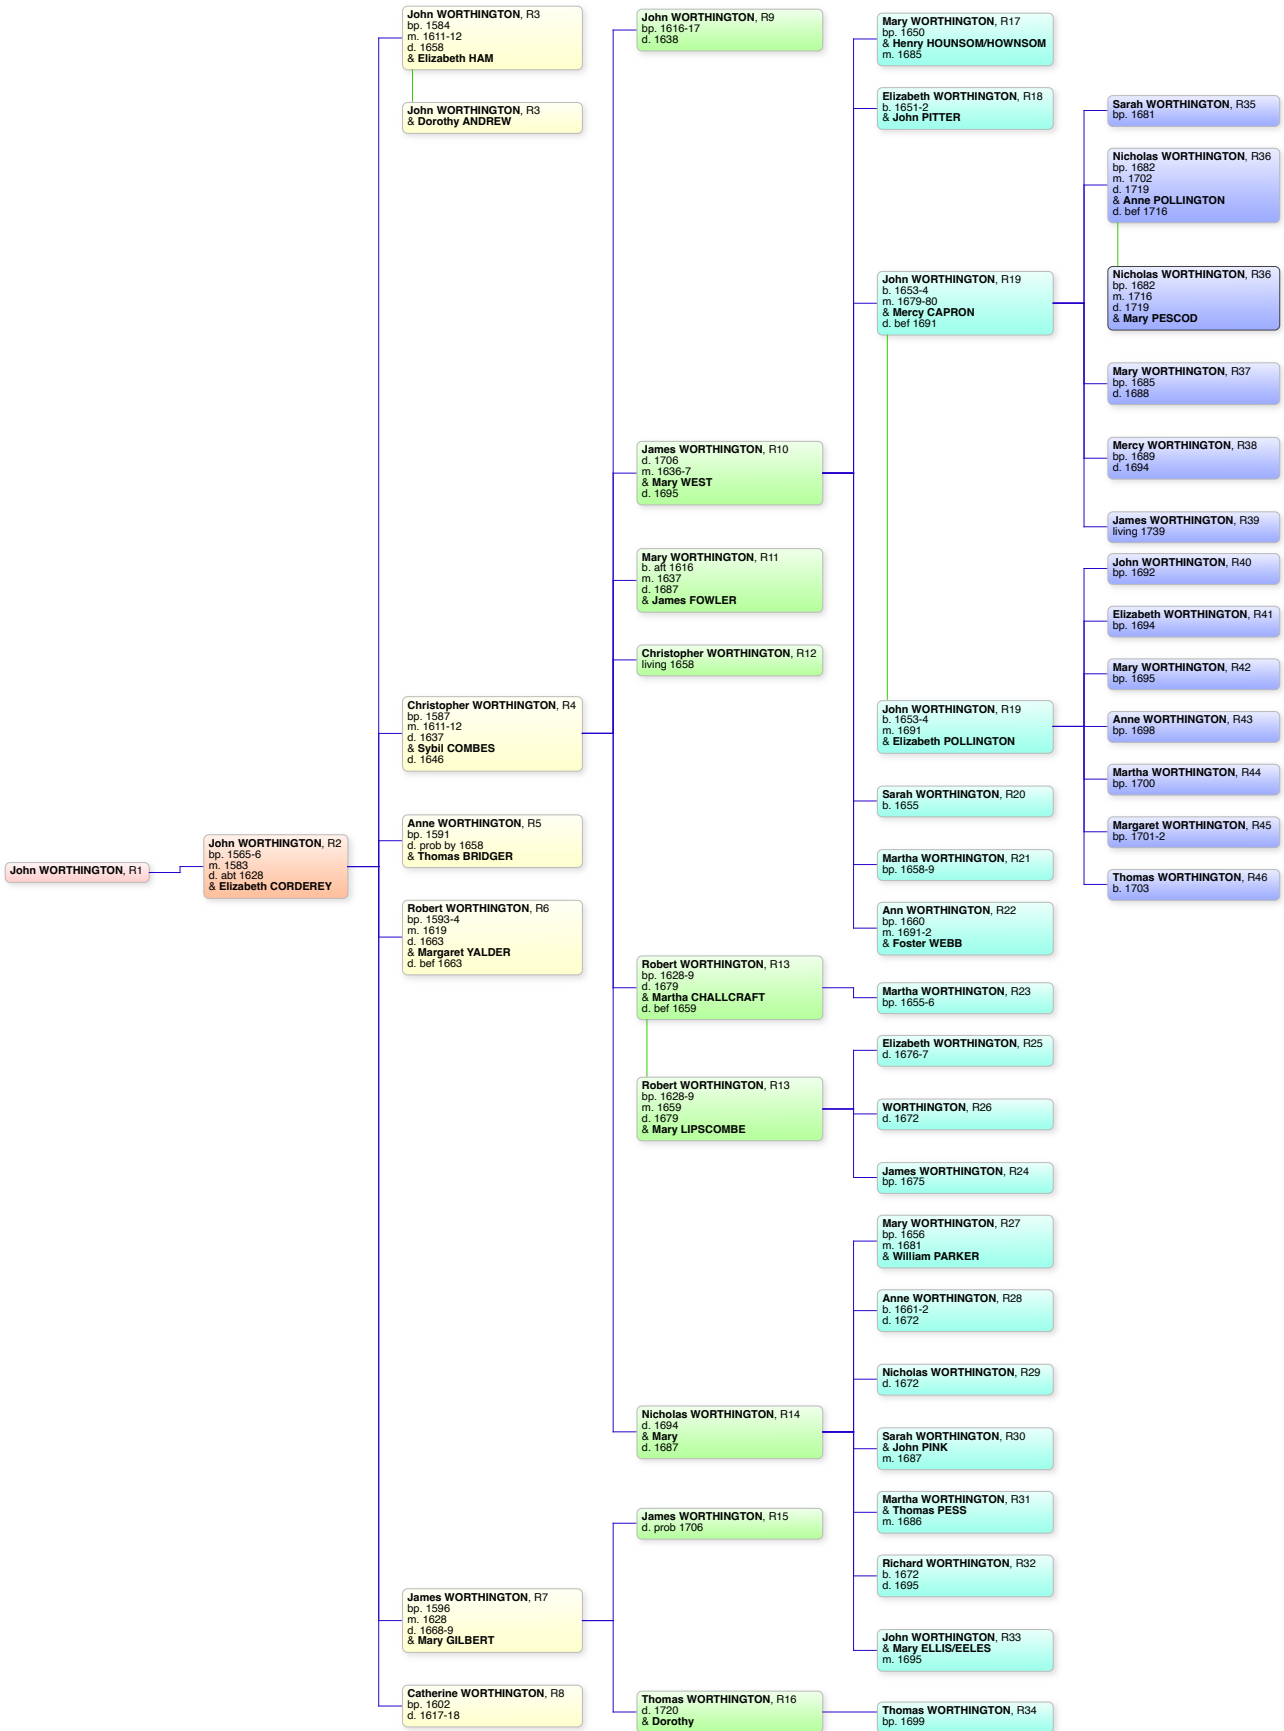 John WORTHINGTON, R1
John WORTHINGTON, R2
bp. 1565-6
m. 1583
d. abt 1628
& Elizabeth CORDEREY
John WORTHINGTON, R3
bp. 1584
m. 1611-12
d. 1658
& Elizabeth HAM
John WORTHINGTON, R3
& Dorothy ANDREW
Christopher WORTHINGTON, R4
bp. 1587
m. 1611-12
d. 1637
& Sybil COMBES
d. 1646
Anne WORTHINGTON, R5
bp. 1591
d. prob by 1658
& Thomas BRIDGER
Robert WORTHINGTON, R6
bp. 1593-4
m. 1619
d. 1663
& Margaret YALDER
d. bef 1663
James WORTHINGTON, R7
bp. 1596
m. 1628
d. 1668-9
& Mary GILBERT
Catherine WORTHINGTON, R8
bp. 1602
d. 1617-18
John WORTHINGTON, R9
bp. 1616-17
d. 1638
James WORTHINGTON, R10
d. 1706
m. 1636-7
& Mary WEST
d. 1695
Mary WORTHINGTON, R11
b. aft 1616
m. 1637
d. 1687
& James FOWLER
Christopher WORTHINGTON, R12
living 1658
Robert WORTHINGTON, R13
bp. 1628-9
d. 1679
& Martha CHALLCRAFT
d. bef 1659
Robert WORTHINGTON, R13
bp. 1628-9
m. 1659
d. 1679
& Mary LIPSCOMBE
Nicholas WORTHINGTON, R14
d. 1694
& Mary
d. 1687
James WORTHINGTON, R15
d. prob 1706
Thomas WORTHINGTON, R16
d. 1720
& Dorothy
Mary WORTHINGTON, R17
bp. 1650
& Henry HOUNSOM/HOWNSOM
m. 1685
Elizabeth WORTHINGTON, R18
b. 1651-2
& John PITTER
John WORTHINGTON, R19
b. 1653-4
m. 1679-80
& Mercy CAPRON
d. bef 1691
John WORTHINGTON, R19
b. 1653-4
m. 1691
& Elizabeth POLLINGTON
Sarah WORTHINGTON, R20
b. 1655
Martha WORTHINGTON, R21
bp. 1658-9
Ann WORTHINGTON, R22
bp. 1660
m. 1691-2
& Foster WEBB
Martha WORTHINGTON, R23
bp. 1655-6
Elizabeth WORTHINGTON, R25
d. 1676-7
WORTHINGTON, R26
d. 1672
James WORTHINGTON, R24
bp. 1675
Mary WORTHINGTON, R27
bp. 1656
m. 1681
& William PARKER
Anne WORTHINGTON, R28
b. 1661-2
d. 1672
Nicholas WORTHINGTON, R29
d. 1672
Sarah WORTHINGTON, R30
& John PINK
m. 1687
Martha WORTHINGTON, R31
& Thomas PESS
m. 1686
Richard WORTHINGTON, R32
b. 1672
d. 1695
John WORTHINGTON, R33
& Mary ELLIS/EELES
m. 1695
Thomas WORTHINGTON, R34
bp. 1699
Sarah WORTHINGTON, R35
bp. 1681
Nicholas WORTHINGTON, R36
bp. 1682
m. 1702
d. 1719
& Anne POLLINGTON
d. bef 1716
Nicholas WORTHINGTON, R36
bp. 1682
m. 1716
d. 1719
& Mary PESCOD
Mary WORTHINGTON, R37
bp. 1685
d. 1688
Mercy WORTHINGTON, R38
bp. 1689
d. 1694
James WORTHINGTON, R39
living 1739
John WORTHINGTON, R40
bp. 1692
Elizabeth WORTHINGTON, R41
bp. 1694
Mary WORTHINGTON, R42
bp. 1695
Anne WORTHINGTON, R43
bp. 1698
Martha WORTHINGTON, R44
bp. 1700
Margaret WORTHINGTON, R45
bp. 1701-2
Thomas WORTHINGTON, R46
b. 1703